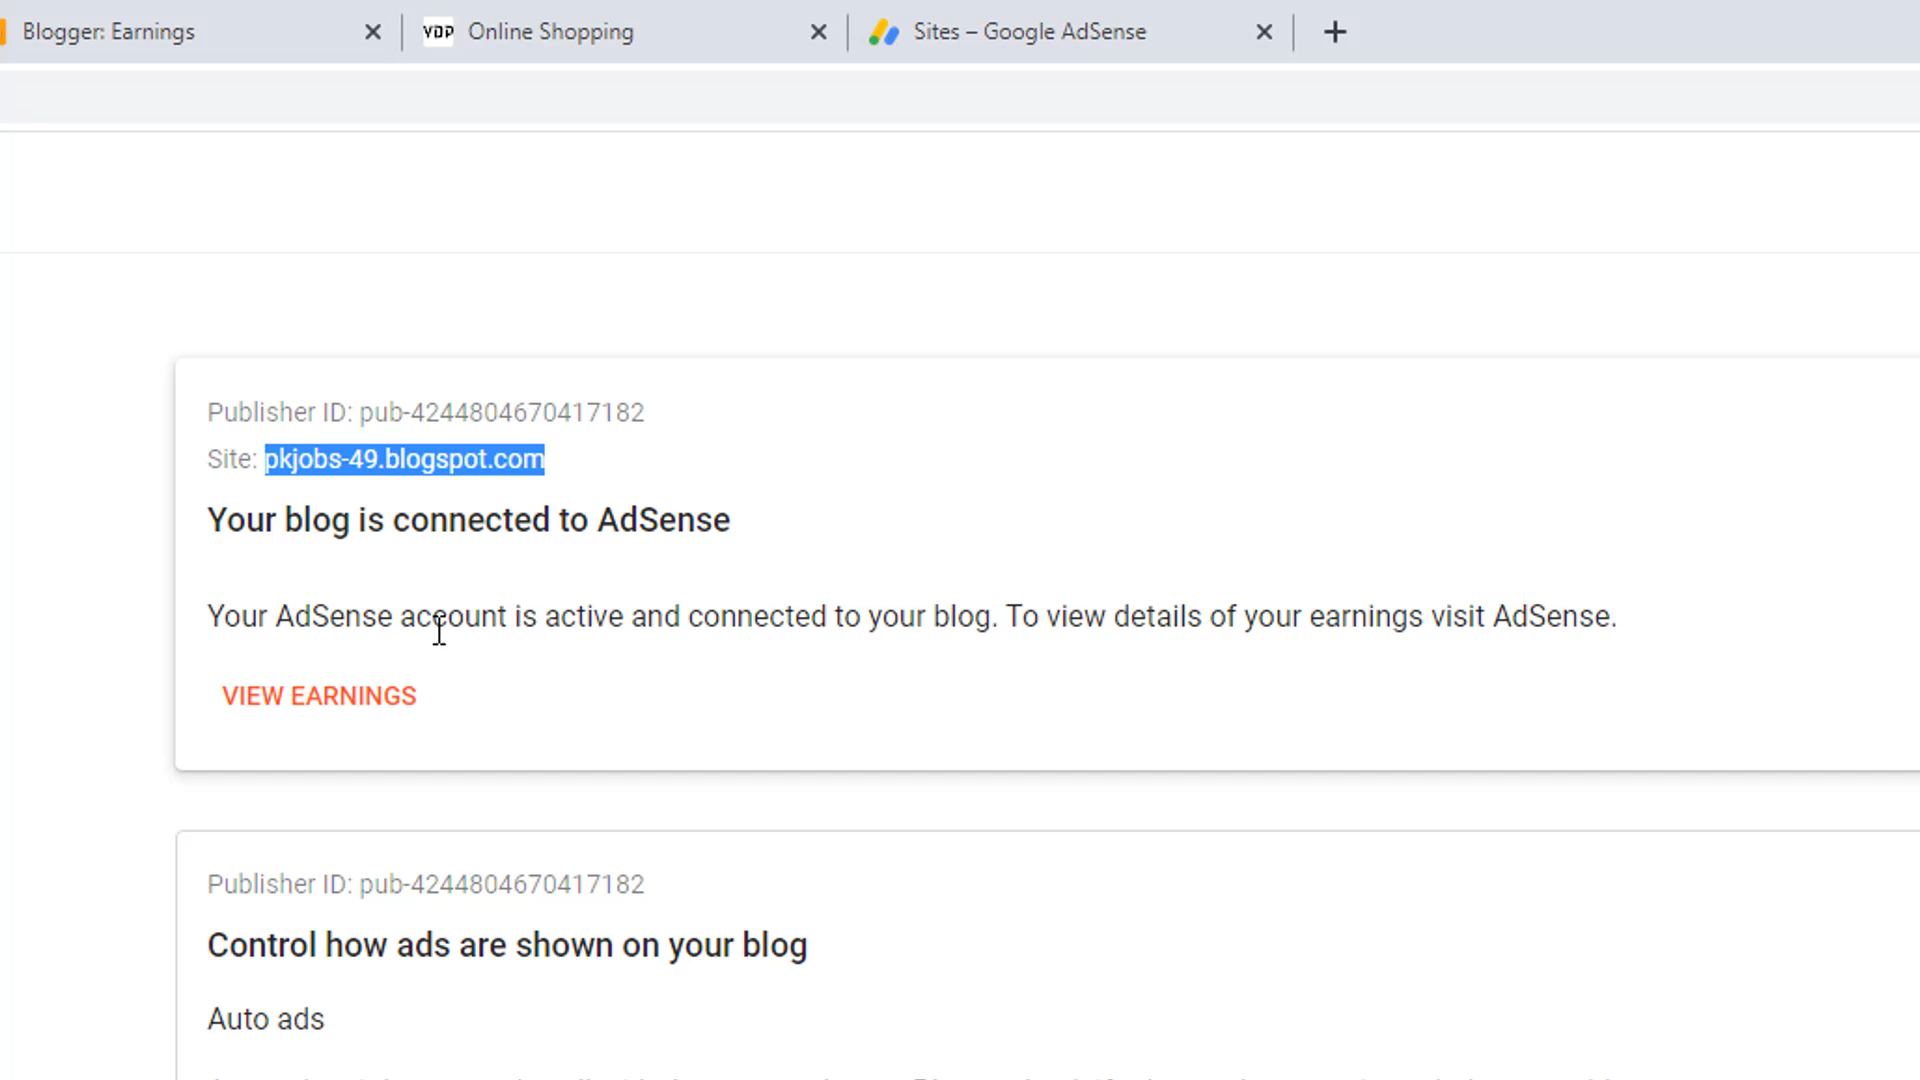 Blogger: Earnings
VDP Online Shopping
Sites – Google AdSense
Publisher ID: pub-4244804670417182
Site: pkjobs-49.blogspot.com
Your blog is connected to AdSense
Your AdSense account is active and connected to your blog. To view details of your earnings visit AdSense.
VIEW EARNINGS
Publisher ID: pub-4244804670417182
Control how ads are shown on your blog
Auto ads